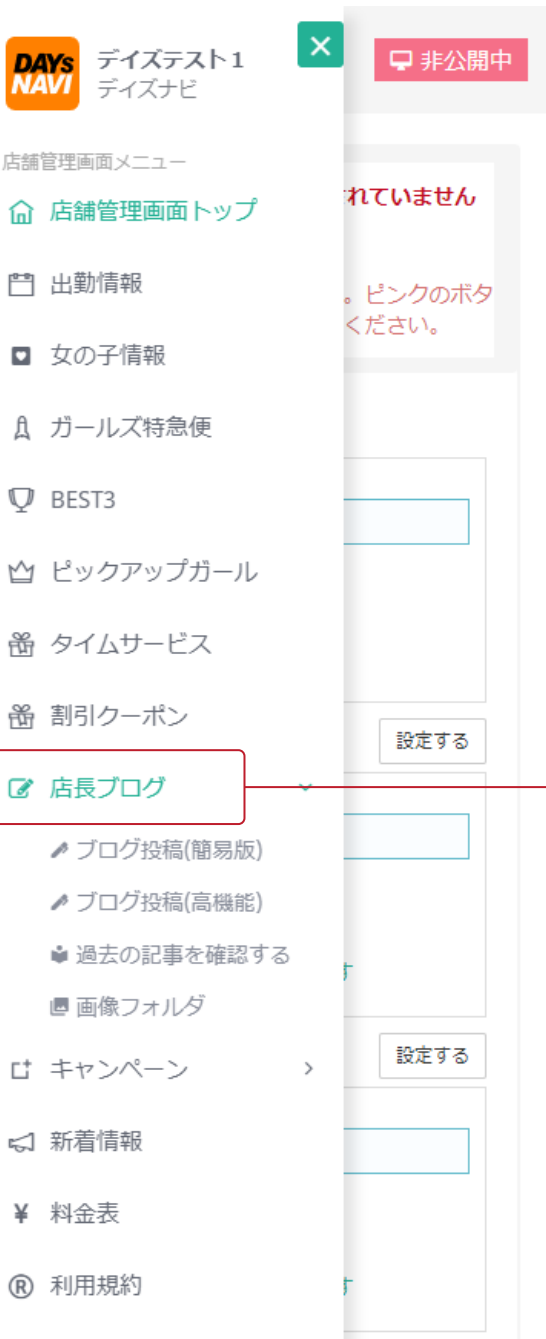 DAYs
NAVI
デイズテスト1
デイズナビ
非公開中
店舗管理画面メニュー
店舗管理画面トップ
れていません
出勤情報
。ピンクのボタ
ください。
女の子情報
ガールズ特急便
BEST3
ピックアップガール
タイムサービス
割引クーポン
設定する
店長ブログ
ブログ投稿(簡易版)
ブログ投稿(高機能)
過去の記事を確認する
す
画像フォルダ
キャンペーン
設定する
新着情報
¥ 料金表
® 利用規約
す